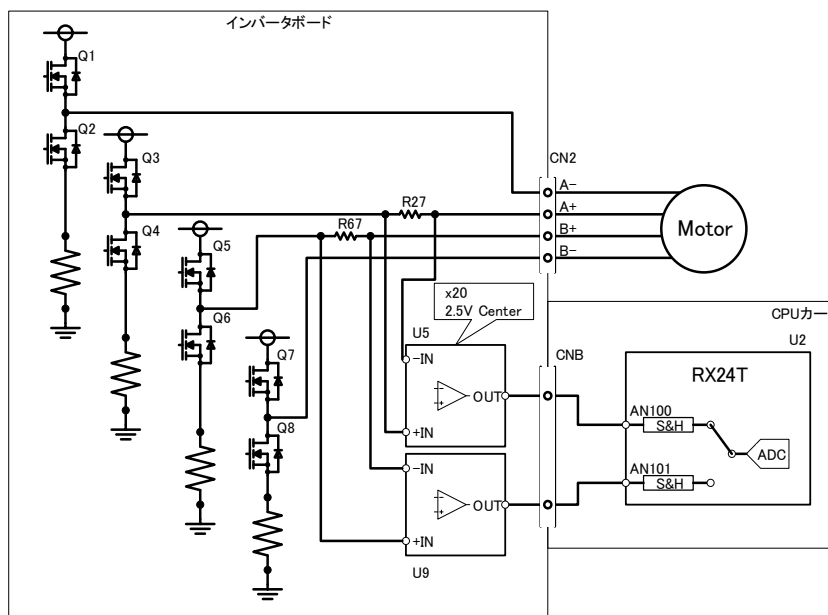 インバータボード
Q1
Q2
Q3
Q4
Q5
Q6
Q7
Q8
R27
R67
CN2
A-
A+
B+
B-
Motor
x20
2.5V Center
U5
-IN
OUT
+IN
-IN
OUT
+IN
U9
CNB
CPUカー
U2
RX24T
AN100
S&H
ADC
AN101
S&H